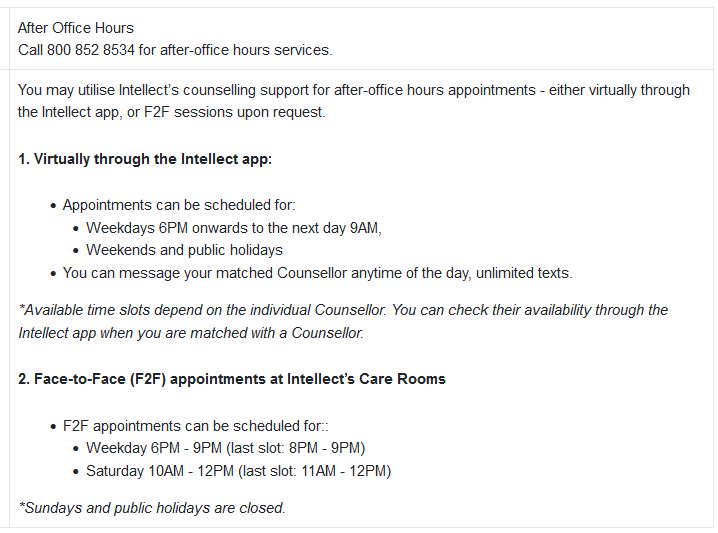 After Office Hours
Call 800 852 8534 for after-office hours services.
You may utilise Intellect's counselling support for after-office hours appointments - either virtually through
the Intellect app, or F2F sessions upon request.
1. Virtually through the Intellect app:
• Appointments can be scheduled for:
• Weekdays 6PM onwards to the next day 9AM,
• Weekends and public holidays
• You can message your matched Counsellor anytime of the day, unlimited texts.
*Available time slots depend on the individual Counsellor. You can check their availability through the
Intellect app when you are matched with a Counsellor.
2. Face-to-Face (F2F) appointments at Intellect's Care Rooms
• F2F appointments can be scheduled for::
• Weekday 6PM - 9PM (last slot: 8PM - 9PM)
• Saturday 10AM - 12PM (last slot: 11AM - 12PM)
*Sundays and public holidays are closed.